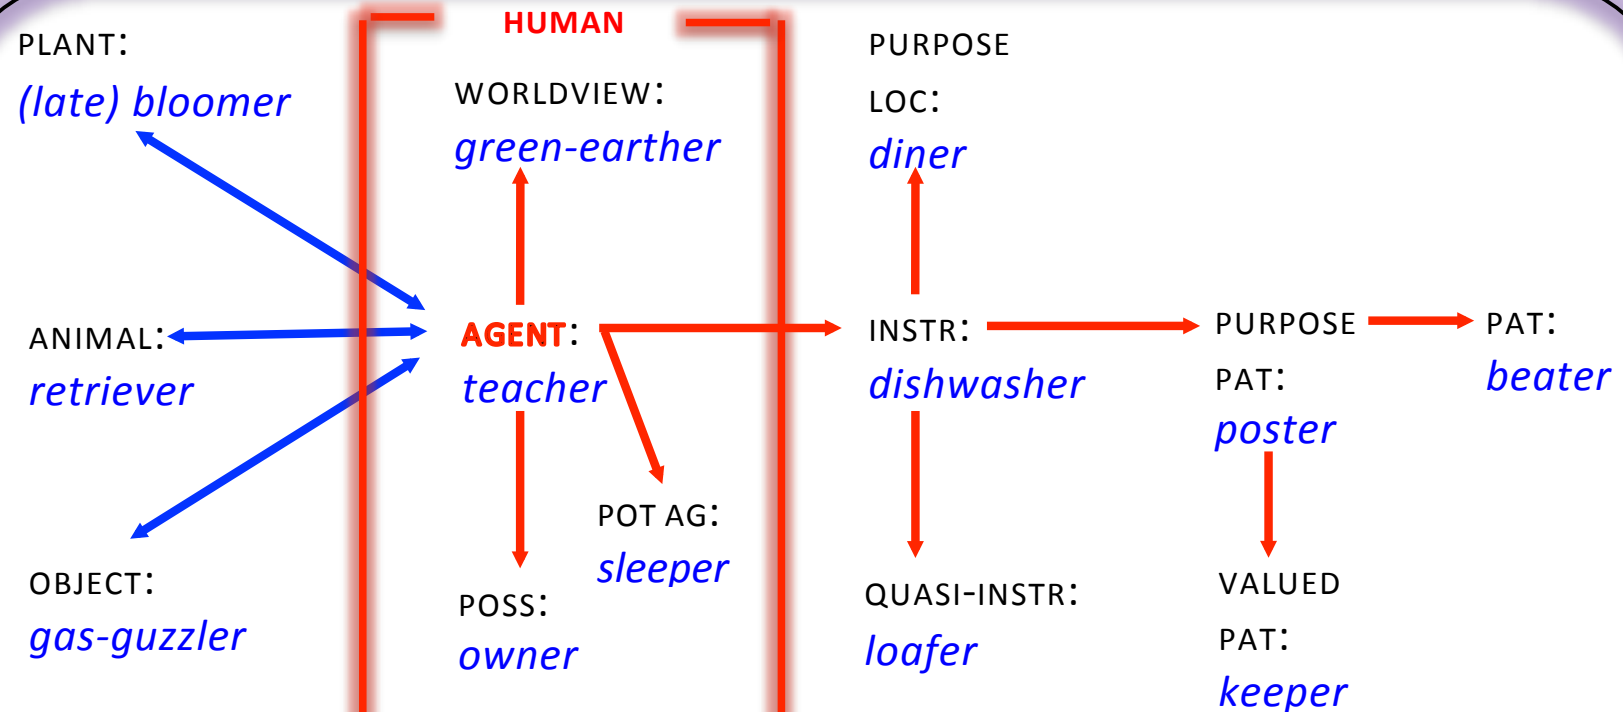 HUMAN
PLANT:
(late) bloomer
WORLDVIEW:
green-earther
PURPOSE
LOC:
diner
ANIMAL:
retriever
AGENT:
teacher
INSTR:
dishwasher
PURPOSE
PAT:
poster
PAT:
beater
POT AG:
sleeper
OBJECT:
gas-guzzler
POSS:
owner
QUASI-INSTR:
loafer
VALUED
PAT:
keeper